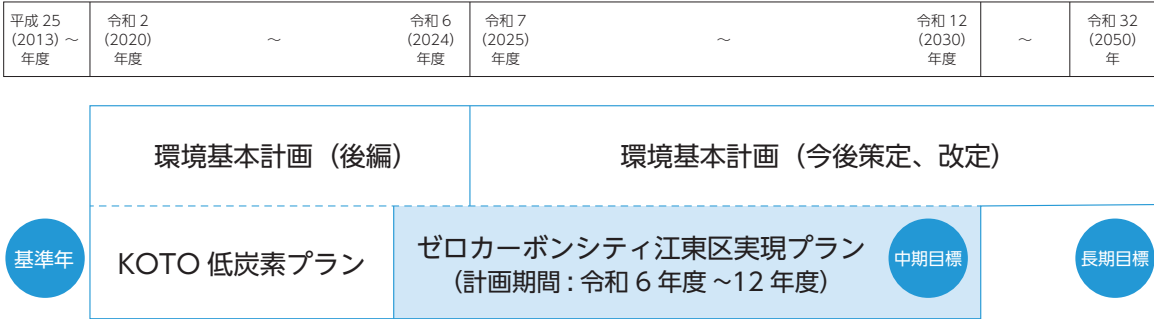 平成 25 令和 2 令和 6 令和 7 令和 12 令和 32
(2013) ~ (2020) ~ (2024) (2025) ~ (2030) ~ (2050)
年度 年度 年度 年度 年度 年
環境基本計画（後編） 環境基本計画（今後策定、改定）
基準年 KOTO 低炭素プラン ゼロカーボンシティ江東区実現プラン 中期目標 長期目標
(計画期間 : 令和 6 年度 ~12 年度)